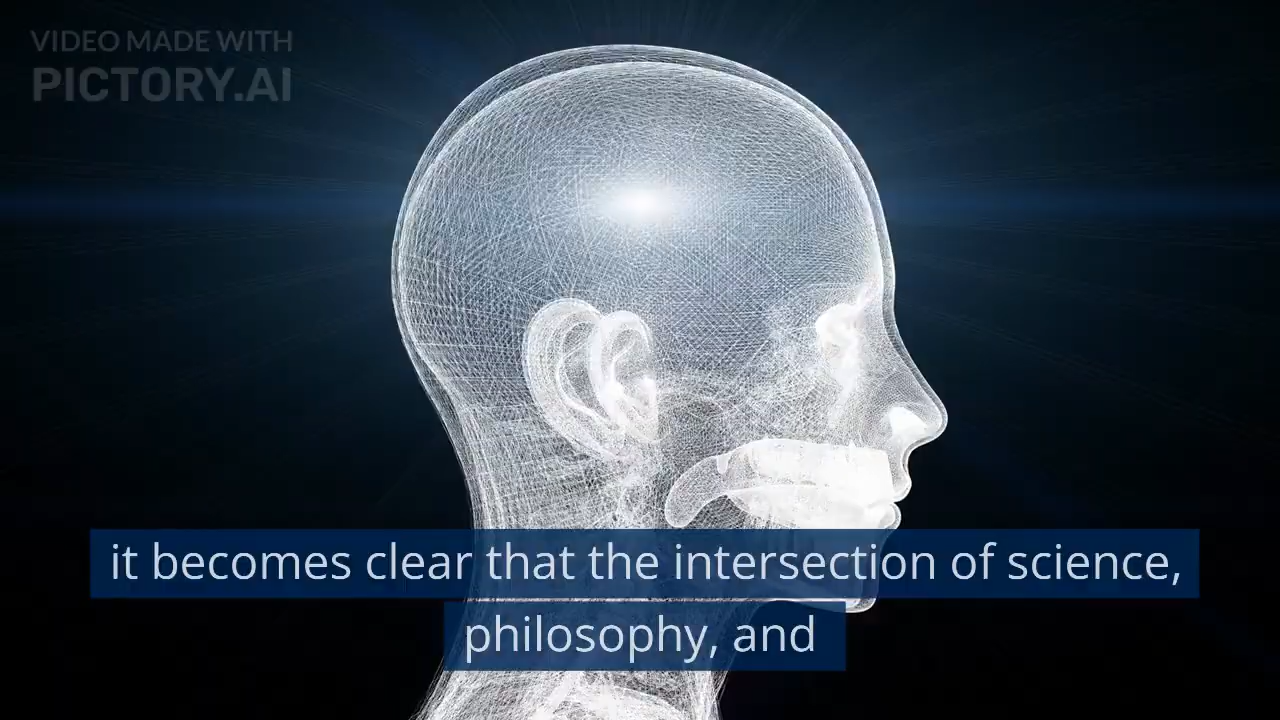 VIDEO MADE WITH
PICTORY.AI
it becomes clear that the intersection of science,
philosophy, and